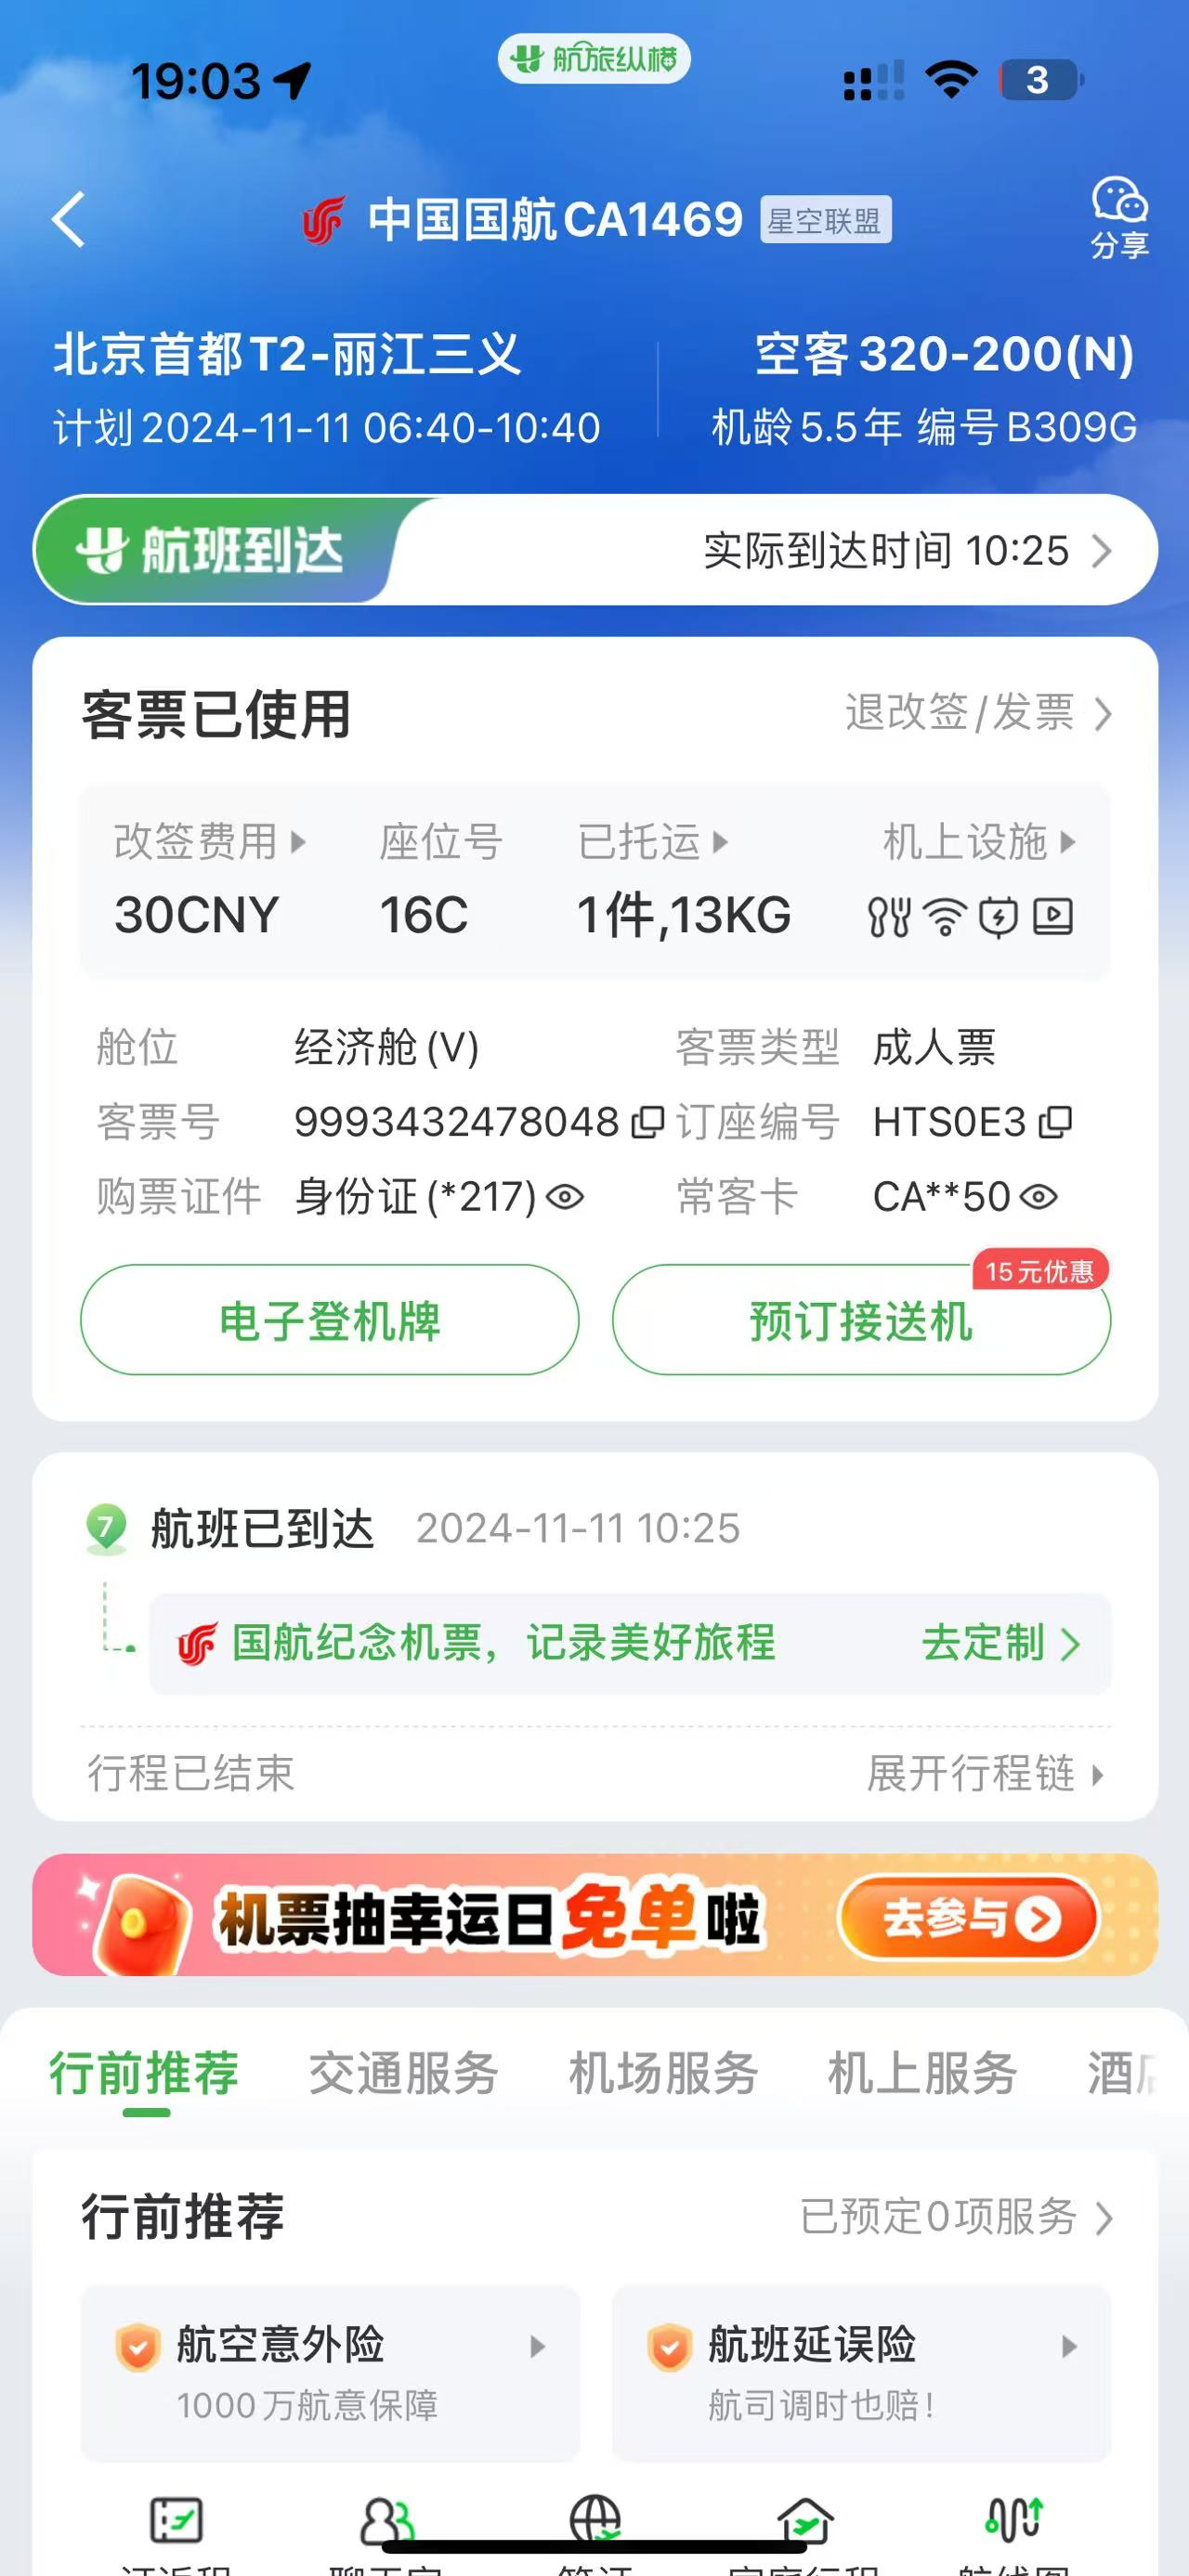 19:03
航旅纵横
3
中国国航CA1469 星空联盟
分享
北京首都T2-丽江三义
空客320-200(N)
计划2024-11-11 06:40-10:40
机龄5.5年 编号B309G
航班到达
实际到达时间 10:25
客票已使用
退改签/发票
改签费用 座位号 已托运 机上设施
30CNY 16C 1件,13KG
舱位 经济舱(V) 客票类型 成人票
客票号 9993432478048 订座编号 HTS0E3
购票证件 身份证(*217) 常客卡 CA**50
15元优惠
电子登机牌 预订接送机
7 航班已到达 2024-11-11 10:25
国航纪念机票，记录美好旅程 去定制
行程已结束 展开行程链
机票抽幸运日免单啦 去参与
行前推荐 交通服务 机场服务 机上服务 酒
行前推荐 已预定0项服务
航空意外险 航班延误险
1000万航意保障 航司调时也赔！